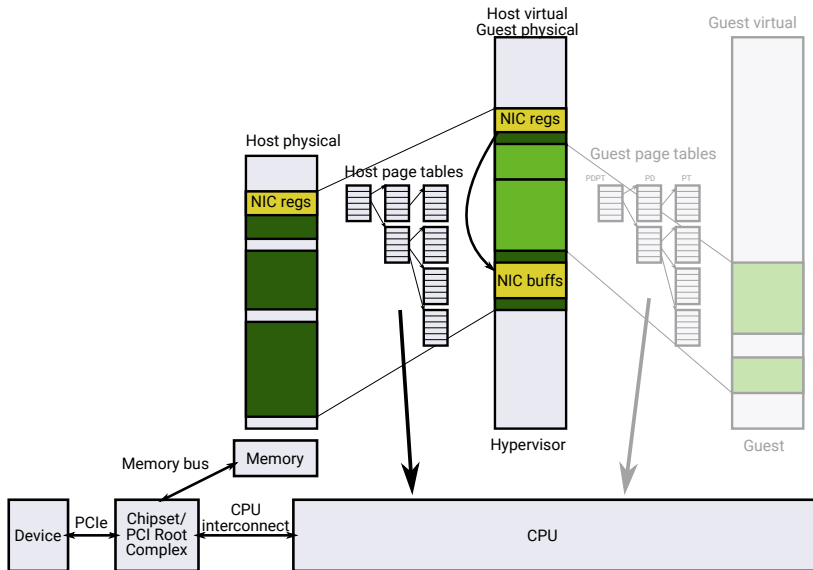 Host virtual
Guest physical
Guest virtual
NIC regs
Host physical
Host page tables
Guest page tables
PDPT
PD
PT
NIC regs
NIC buffs
Hypervisor
Guest
Memory bus
Memory
Device
PCIe
Chipset/
PCI Root
Complex
CPU
interconnect
CPU